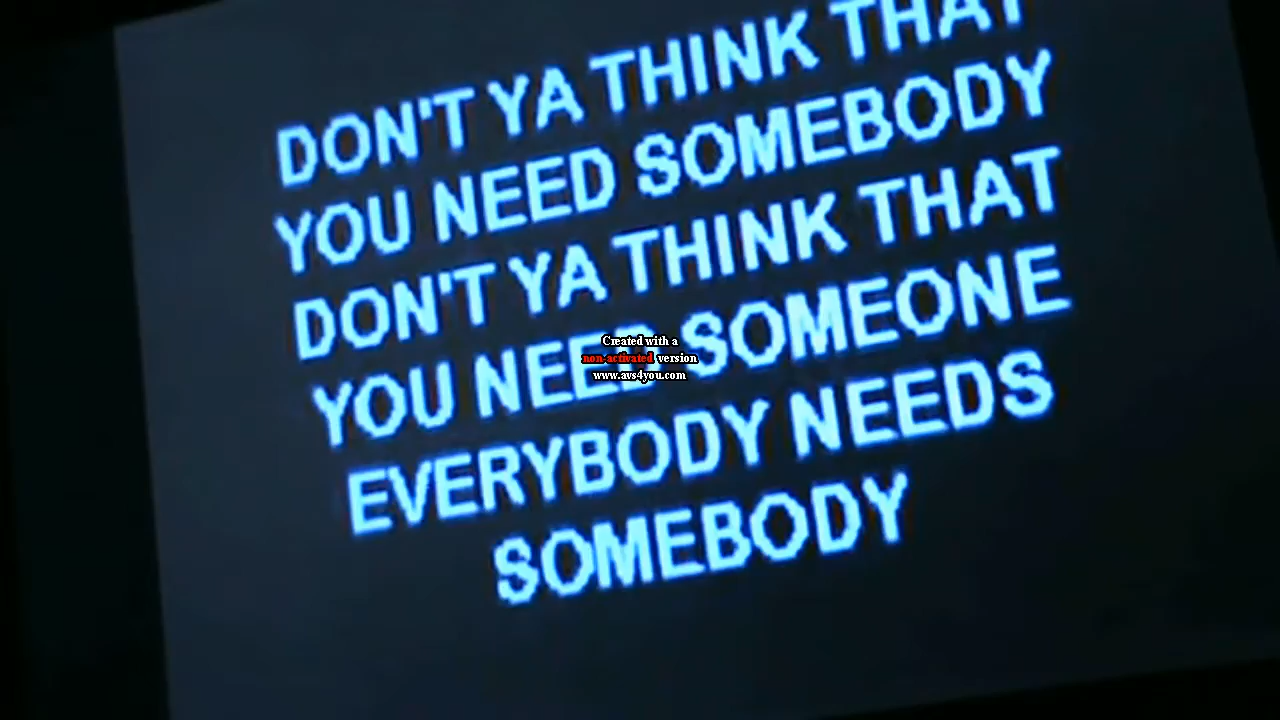 DON'T YA THINK THAT
YOU NEED SOMEBODY
DON'T YA THINK THAT
YOU NEED SOMEONE
EVERYBODY NEEDS
SOMEBODY
Created with a
non-activated version
www.avs4you.com